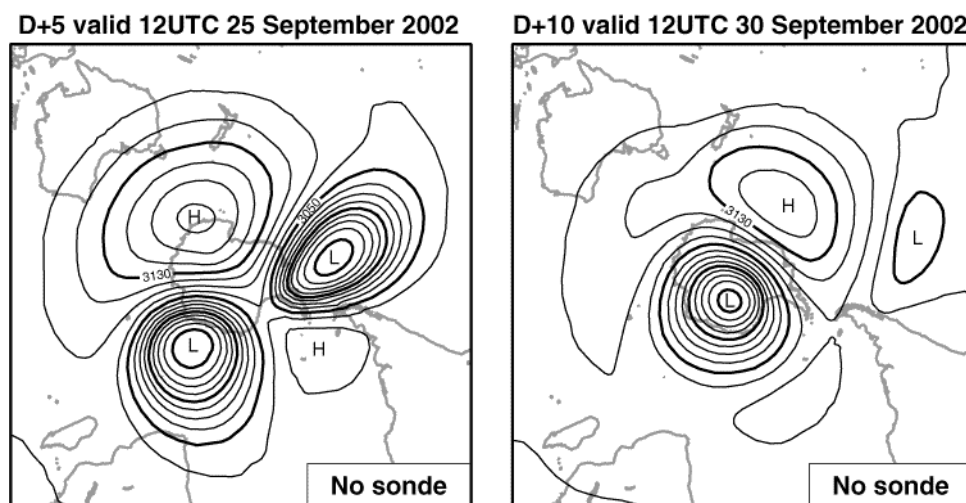 D+5 valid 12UTC 25 September 2002
D+10 valid 12UTC 30 September 2002
H
3050
L
3130
L
H
No sonde
H
3130
L
L
No sonde